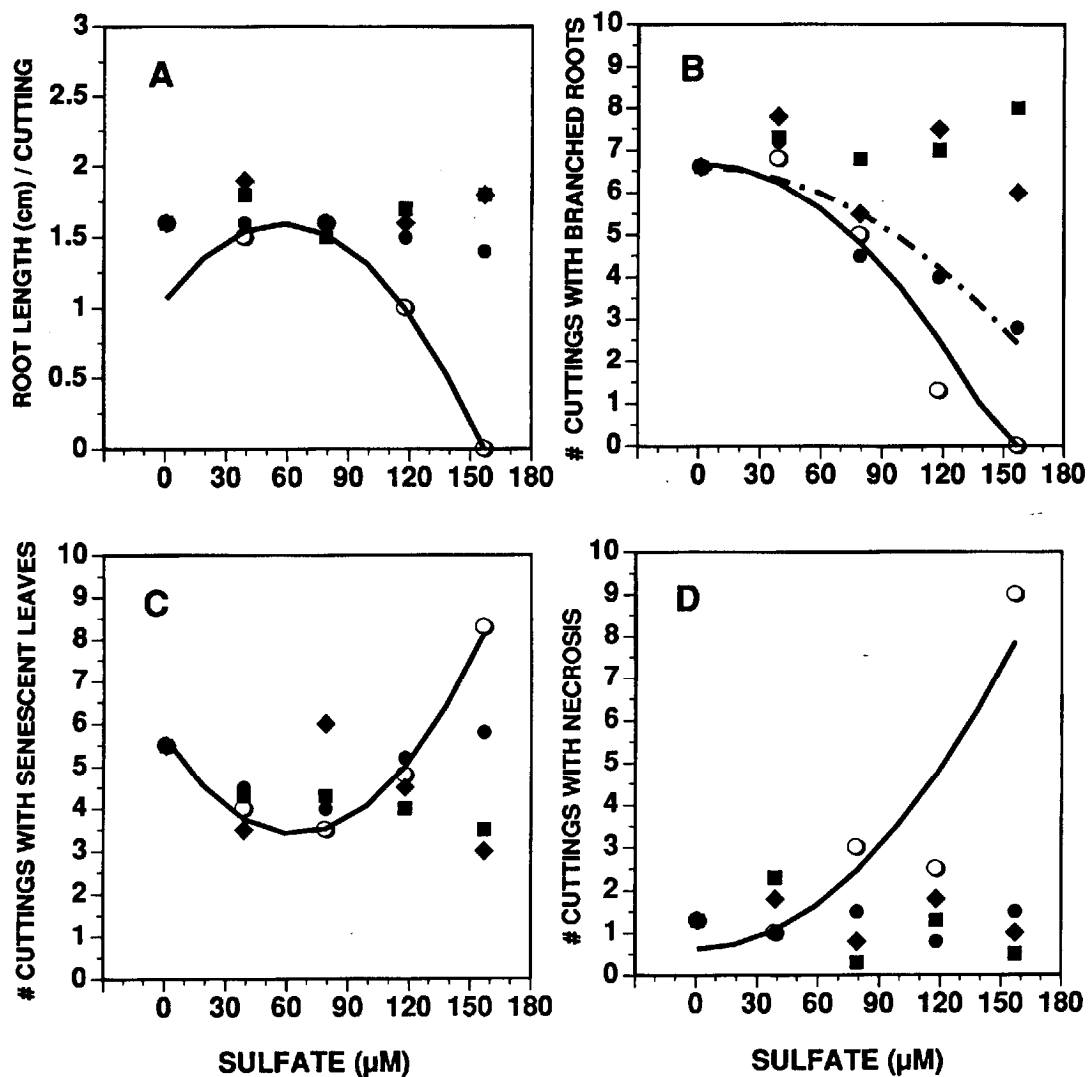 ROOT LENGTH (cm) / CUTTING
A
3
2.5
2
1.5
1
0.5
0
0 30 60 90 120 150 180
# CUTTINGS WITH BRANCHED ROOTS
B
10
9
8
7
6
5
4
3
2
1
0
0 30 60 90 120 150 180
# CUTTINGS WITH SENESCENT LEAVES
C
10
9
8
7
6
5
4
3
2
1
0
0 30 60 90 120 150 180
SULFATE (µM)
# CUTTINGS WITH NECROSIS
D
10
9
8
7
6
5
4
3
2
1
0
0 30 60 90 120 150 180
SULFATE (µM)